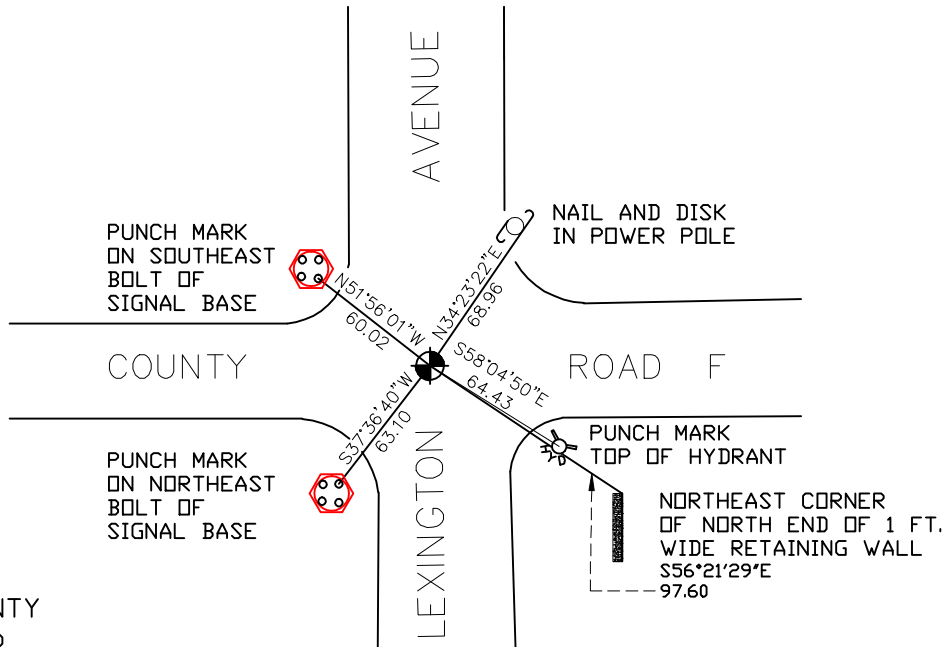 AVENUE
NAIL AND DISK
IN POWER POLE
PUNCH MARK
ON SOUTHEAST
BOLT OF
SIGNAL BASE
N51°56'01"W
60.02
N34°23'22"E
68.96
COUNTY
ROAD F
S58°04'50"E
64.43
S37°36'40"W
63.10
PUNCH MARK
TOP OF HYDRANT
HYD
PUNCH MARK
ON NORTHEAST
BOLT OF
SIGNAL BASE
LEXINGTON
NORTHEAST CORNER
OF NORTH END OF 1 FT.
WIDE RETAINING WALL
S56°21'29"E
97.60
NTY